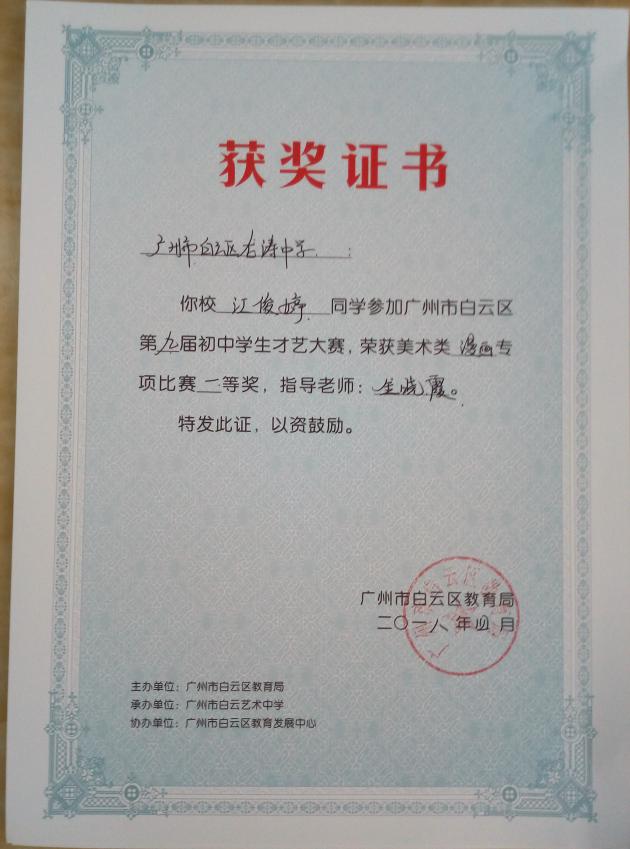 获奖证书
广州市白云区龙涛中学:
你校 江俊婷 同学参加广州市白云区
第九届初中学生才艺大赛，荣获美术类 漫画专
项比赛二等奖，指导老师：晓霞。
特发此证，以资鼓励。
广州市白云区教育局
二〇一八年四月
主办单位：广州市白云区教育局
承办单位：广州市白云艺术中学
协办单位：广州市白云区教育发展中心